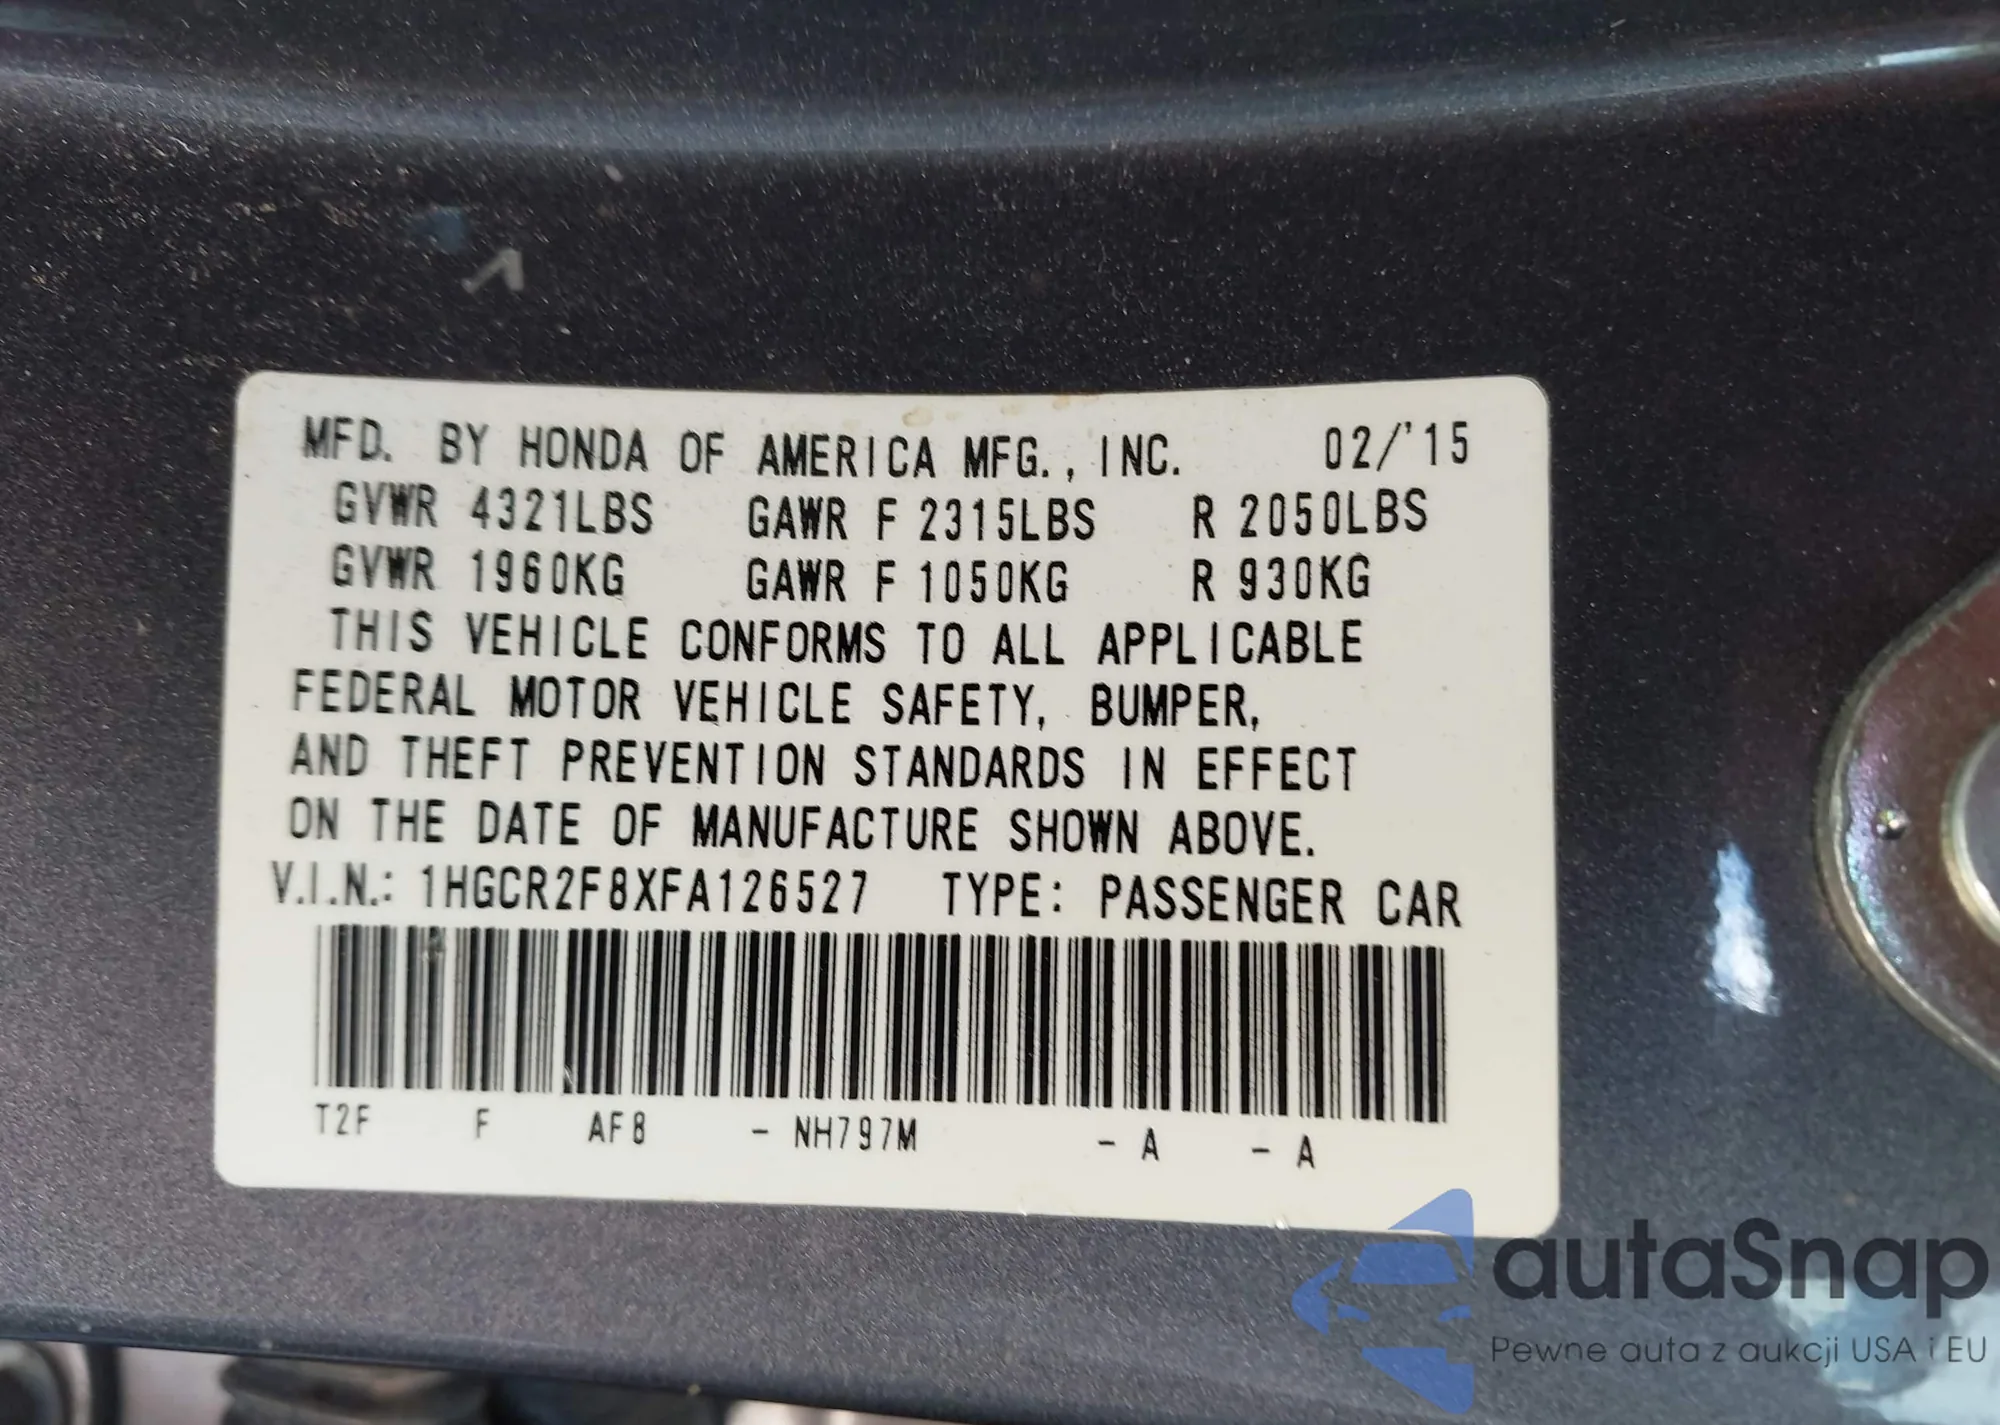 MFD. BY HONDA OF AMERICA MFG., INC. 02/'15
GVWR 4321LBS GAWR F 2315LBS R 2050LBS
GVWR 1960KG GAWR F 1050KG R 930KG
THIS VEHICLE CONFORMS TO ALL APPLICABLE
FEDERAL MOTOR VEHICLE SAFETY, BUMPER,
AND THEFT PREVENTION STANDARDS IN EFFECT
ON THE DATE OF MANUFACTURE SHOWN ABOVE.
V.I.N.: 1HGCR2F8XFA126527 TYPE: PASSENGER CAR
T2F F AF8 - NH797M - A - A
autaSnap
Pewne auta z aukcji USA i EU